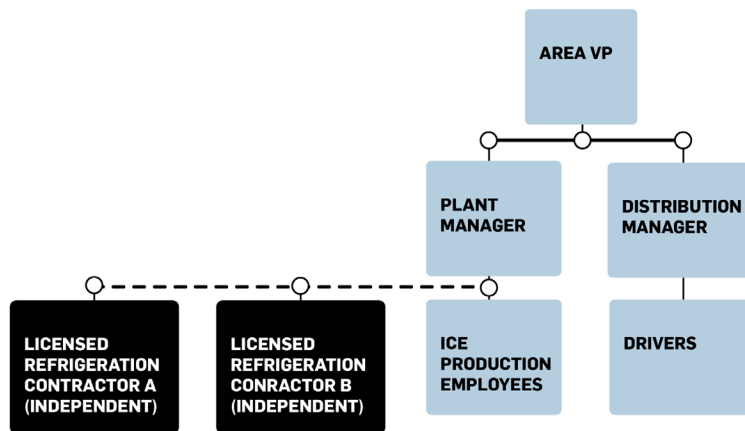 AREA VP
PLANT
MANAGER
DISTRIBUTION
MANAGER
LICENSED
REFRIGERATION
CONTRACTOR A
(INDEPENDENT)
LICENSED
REFRIGERATION
CONRACTOR B
(INDEPENDENT)
ICE
PRODUCTION
EMPLOYEES
DRIVERS